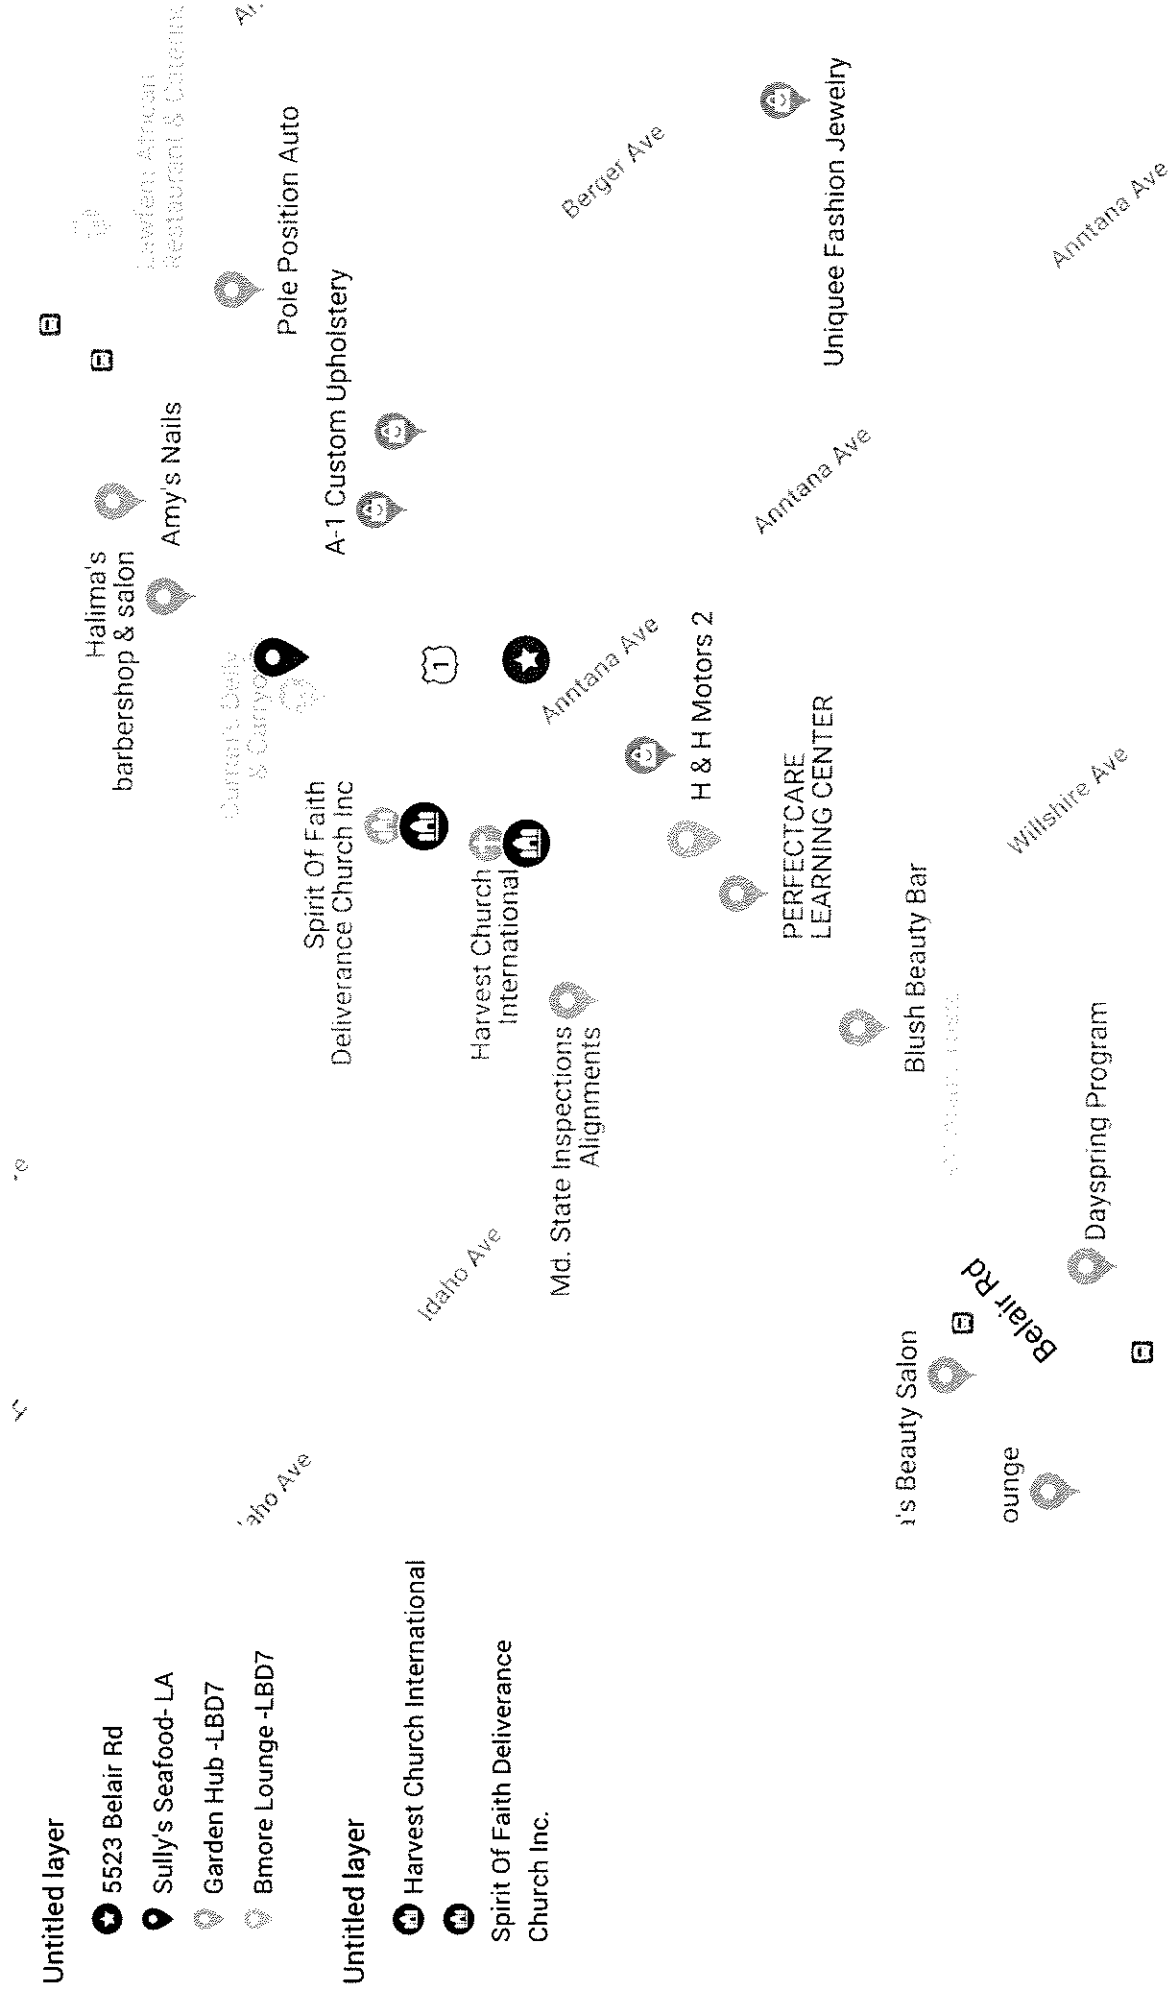 Untitled layer
5523 Belair Rd
Sully's Seafood- LA
Garden Hub -LBD7
Bmore Lounge -LBD7
Untitled layer
Harvest Church International
Spirit Of Faith Deliverance
Church Inc.
Restaurant &
Pole Position Auto
A-1 Custom Upholstery
Amy's Nails
Halima's
barbershop & salon
& Carryo
Spirit Of Faith
Deliverance Church Inc
Harvest Church
International
Md. State Inspections
Alignments
1
Berger Ave
Uniquee Fashion Jewelry
Anntana Ave
Anntana Ave
Anntana Ave
H & H Motors 2
PERFECTCARE
LEARNING CENTER
Willshire Ave
Blush Beauty Bar
Dayspring Program
Idaho Ave
aho Ave
Belair Rd
's Beauty Salon
ounge